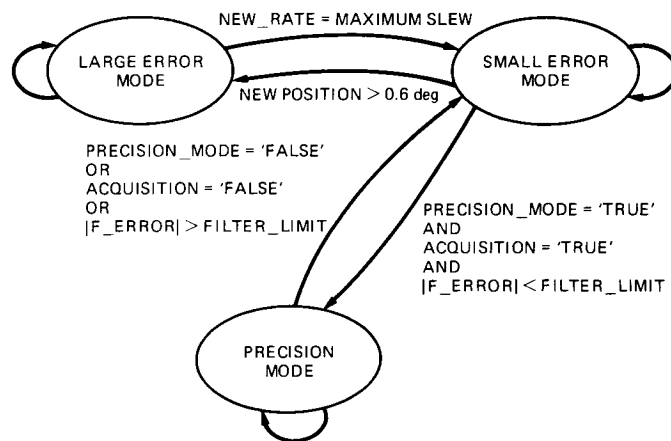 NEW_RATE = MAXIMUM SLEW
LARGE ERROR
MODE
SMALL ERROR
MODE
NEW POSITION > 0.6 deg
PRECISION_MODE = 'FALSE'
OR
ACQUISITION = 'FALSE'
OR
|F_ERROR| > FILTER_LIMIT
PRECISION_MODE = 'TRUE'
AND
ACQUISITION = 'TRUE'
AND
|F_ERROR| < FILTER_LIMIT
PRECISION
MODE